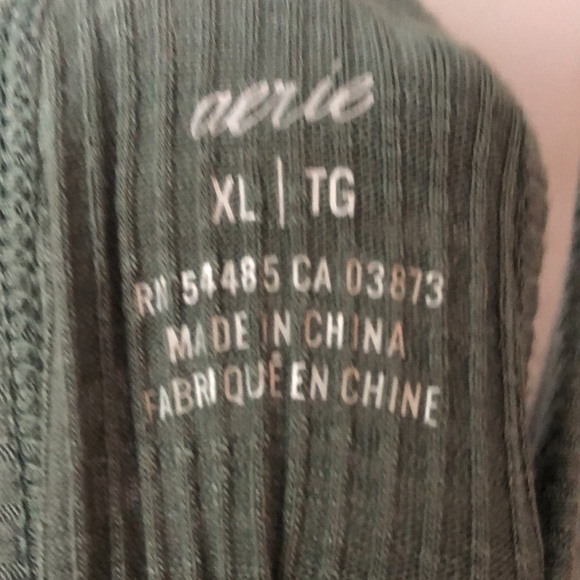 aerie
XL | TG
RN 54485 CA 03873
MADE IN CHINA
FABRIQUÉ EN CHINE